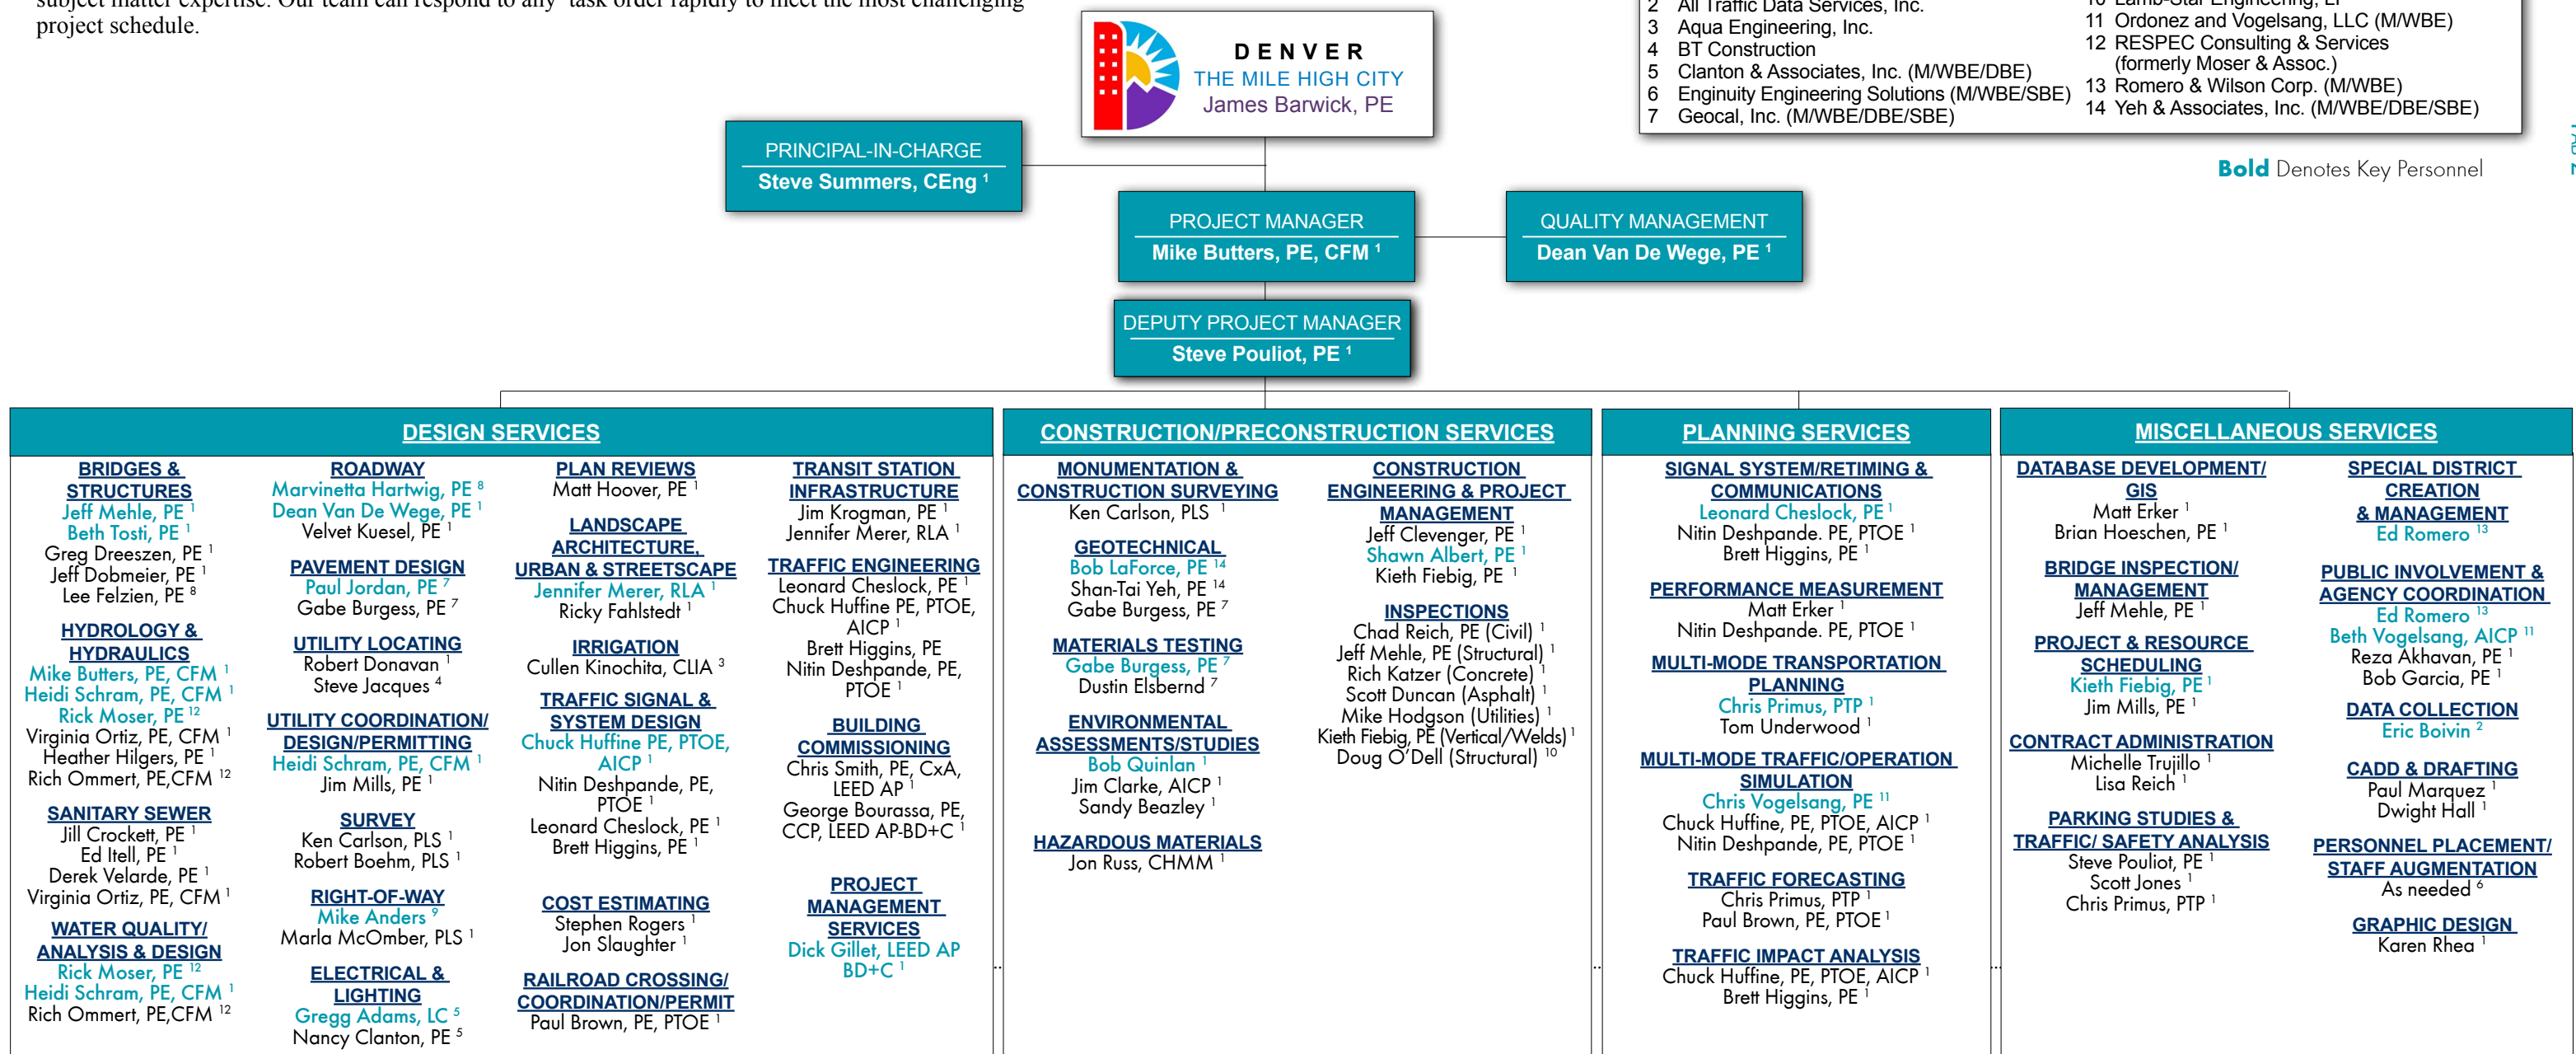 subject matter expertise. Our team can respond to any task order rapidly to meet the most challenging
project schedule.
2 All Traffic Data Services, Inc.
3 Aqua Engineering, Inc.
4 BT Construction
5 Clanton & Associates, Inc. (M/WBE/DBE)
6 Enginuity Engineering Solutions (M/WBE/SBE)
7 Geocal, Inc. (M/WBE/DBE/SBE)
10 Lamb-Star Engineering, LP
11 Ordonez and Vogelsang, LLC (M/WBE)
12 RESPEC Consulting & Services
(formerly Moser & Assoc.)
13 Romero & Wilson Corp. (M/WBE)
14 Yeh & Associates, Inc. (M/WBE/DBE/SBE)
TAB 2
Bold Denotes Key Personnel
DENVER
THE MILE HIGH CITY
James Barwick, PE
PRINCIPAL-IN-CHARGE
Steve Summers, CEng 1
PROJECT MANAGER
Mike Butters, PE, CFM 1
QUALITY MANAGEMENT
Dean Van De Wege, PE 1
DEPUTY PROJECT MANAGER
Steve Pouliot, PE 1
DESIGN SERVICES
BRIDGES &
STRUCTURES
Jeff Mehle, PE 1
Beth Tosti, PE 1
Greg Dreeszen, PE 1
Jeff Dobmeier, PE 1
Lee Felzien, PE 8
HYDROLOGY &
HYDRAULICS
Mike Butters, PE, CFM 1
Heidi Schram, PE, CFM 1
Rick Moser, PE 12
Virginia Ortiz, PE, CFM 1
Heather Hilgers, PE 1
Rich Ommert, PE,CFM 12
SANITARY SEWER
Jill Crockett, PE 1
Ed Itell, PE 1
Derek Velarde, PE 1
Virginia Ortiz, PE, CFM 1
WATER QUALITY/
ANALYSIS & DESIGN
Rick Moser, PE 12
Heidi Schram, PE, CFM 1
Rich Ommert, PE,CFM 12
ROADWAY
Marvinetta Hartwig, PE 8
Dean Van De Wege, PE 1
Velvet Kuesel, PE 1
PAVEMENT DESIGN
Paul Jordan, PE 7
Gabe Burgess, PE 7
UTILITY LOCATING
Robert Donavan 1
Steve Jacques 4
UTILITY COORDINATION/
DESIGN/PERMITTING
Heidi Schram, PE, CFM 1
Jim Mills, PE 1
SURVEY
Ken Carlson, PLS 1
Robert Boehm, PLS 1
RIGHT-OF-WAY
Mike Anders 9
Marla McOmber, PLS 1
ELECTRICAL &
LIGHTING
Gregg Adams, LC 5
Nancy Clanton, PE 5
PLAN REVIEWS
Matt Hoover, PE 1
LANDSCAPE
ARCHITECTURE,
URBAN & STREETSCAPE
Jennifer Merer, RLA 1
Ricky Fahlstedt 1
IRRIGATION
Cullen Kinochita, CLIA 3
TRAFFIC SIGNAL &
SYSTEM DESIGN
Chuck Huffine PE, PTOE,
AICP 1
Nitin Deshpande, PE,
PTOE 1
Leonard Cheslock, PE 1
Brett Higgins, PE 1
COST ESTIMATING
Stephen Rogers 1
Jon Slaughter 1
RAILROAD CROSSING/
COORDINATION/PERMIT
Paul Brown, PE, PTOE 1
TRANSIT STATION
INFRASTRUCTURE
Jim Krogman, PE 1
Jennifer Merer, RLA 1
TRAFFIC ENGINEERING
Leonard Cheslock, PE 1
Chuck Huffine PE, PTOE,
AICP 1
Brett Higgins, PE
Nitin Deshpande, PE,
PTOE 1
BUILDING
COMMISSIONING
Chris Smith, PE, CxA,
LEED AP 1
George Bourassa, PE,
CCP, LEED AP-BD+C 1
PROJECT
MANAGEMENT
SERVICES
Dick Gillet, LEED AP
BD+C 1
CONSTRUCTION/PRECONSTRUCTION SERVICES
MONUMENTATION &
CONSTRUCTION SURVEYING
Ken Carlson, PLS 1
GEOTECHNICAL
Bob LaForce, PE 14
Shan-Tai Yeh, PE 14
Gabe Burgess, PE 7
MATERIALS TESTING
Gabe Burgess, PE 7
Dustin Elsbernd 7
ENVIRONMENTAL
ASSESSMENTS/STUDIES
Bob Quinlan 1
Jim Clarke, AICP 1
Sandy Beazley 1
HAZARDOUS MATERIALS
Jon Russ, CHMM 1
CONSTRUCTION
ENGINEERING & PROJECT
MANAGEMENT
Jeff Clevenger, PE 1
Shawn Albert, PE 1
Kieth Fiebig, PE 1
INSPECTIONS
Chad Reich, PE (Civil) 1
Jeff Mehle, PE (Structural) 1
Rich Katzer (Concrete) 1
Scott Duncan (Asphalt) 1
Mike Hodgson (Utilities) 1
Kieth Fiebig, PE (Vertical/Welds) 1
Doug O'Dell (Structural) 10
PLANNING SERVICES
SIGNAL SYSTEM/RETIMING &
COMMUNICATIONS
Leonard Cheslock, PE 1
Nitin Deshpande. PE, PTOE 1
Brett Higgins, PE 1
PERFORMANCE MEASUREMENT
Matt Erker 1
Nitin Deshpande. PE, PTOE 1
MULTI-MODE TRANSPORTATION
PLANNING
Chris Primus, PTP 1
Tom Underwood 1
MULTI-MODE TRAFFIC/OPERATION
SIMULATION
Chris Vogelsang, PE 11
Chuck Huffine, PE, PTOE, AICP 1
Nitin Deshpande, PE, PTOE 1
TRAFFIC FORECASTING
Chris Primus, PTP 1
Paul Brown, PE, PTOE 1
TRAFFIC IMPACT ANALYSIS
Chuck Huffine, PE, PTOE, AICP 1
Brett Higgins, PE 1
MISCELLANEOUS SERVICES
DATABASE DEVELOPMENT/
GIS
Matt Erker 1
Brian Hoeschen, PE 1
BRIDGE INSPECTION/
MANAGEMENT
Jeff Mehle, PE 1
PROJECT & RESOURCE
SCHEDULING
Kieth Fiebig, PE 1
Jim Mills, PE 1
CONTRACT ADMINISTRATION
Michelle Trujillo 1
Lisa Reich 1
PARKING STUDIES &
TRAFFIC/ SAFETY ANALYSIS
Steve Pouliot, PE 1
Scott Jones 1
Chris Primus, PTP 1
SPECIAL DISTRICT
CREATION
& MANAGEMENT
Ed Romero 13
PUBLIC INVOLVEMENT &
AGENCY COORDINATION
Ed Romero 13
Beth Vogelsang, AICP 11
Reza Akhavan, PE 1
Bob Garcia, PE 1
DATA COLLECTION
Eric Boivin 2
CADD & DRAFTING
Paul Marquez 1
Dwight Hall 1
PERSONNEL PLACEMENT/
STAFF AUGMENTATION
As needed 6
GRAPHIC DESIGN
Karen Rhea 1